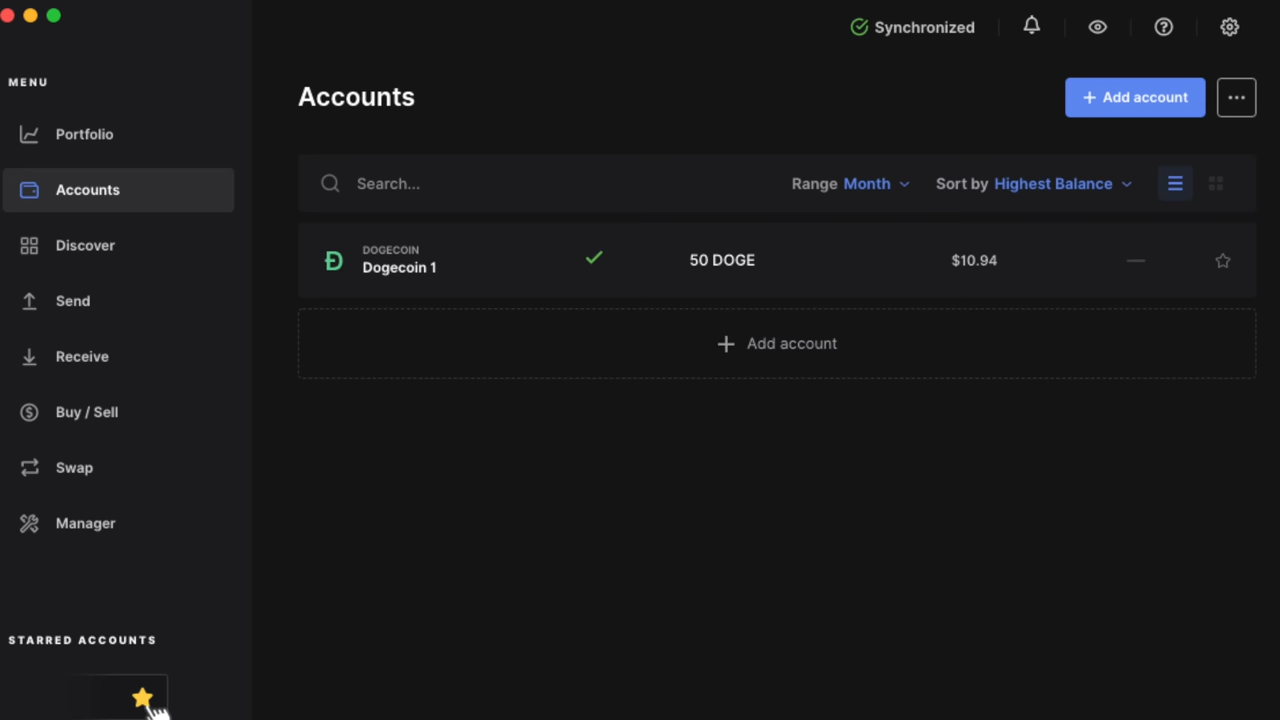 Synchronized
MENU
Portfolio
Accounts
Discover
Send
Receive
Buy / Sell
Swap
Manager
STARRED ACCOUNTS
Accounts
+ Add account
Search...
Range Month
Sort by Highest Balance
DOGECOIN
Dogecoin 1
50 DOGE
$10.94
—
+ Add account